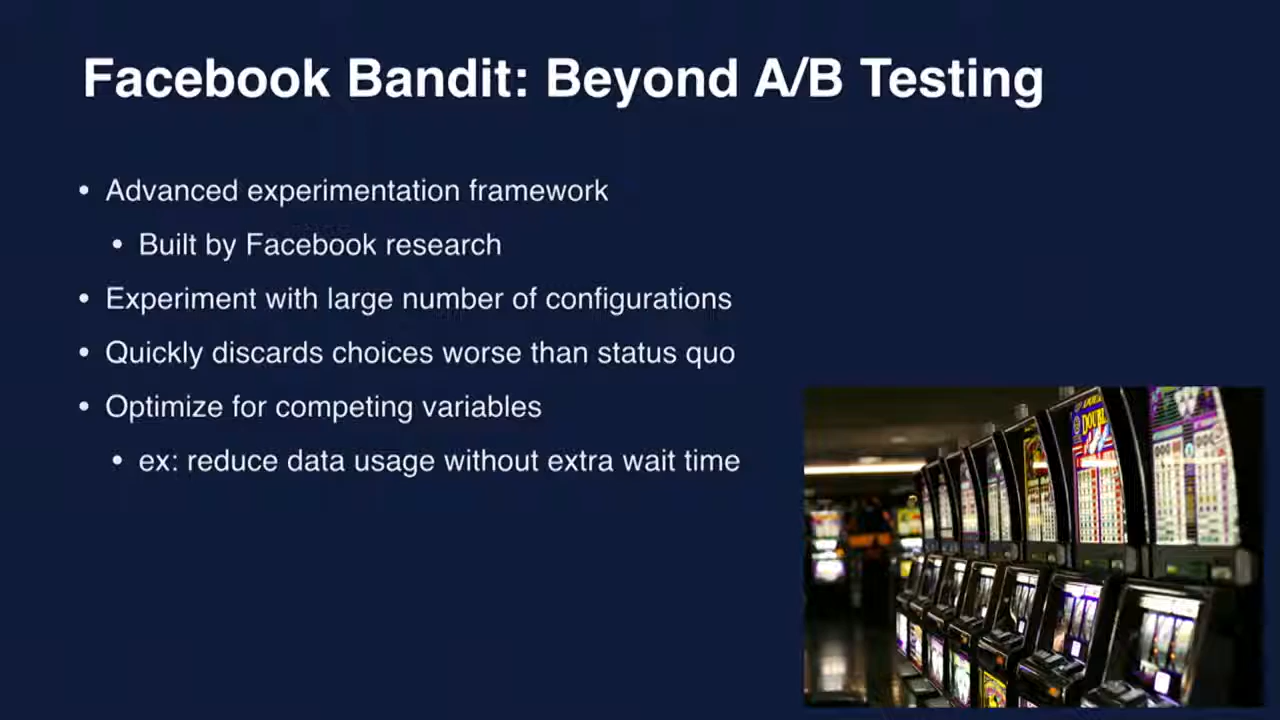 Facebook Bandit: Beyond A/B Testing
• Advanced experimentation framework
• Built by Facebook research
• Experiment with large number of configurations
• Quickly discards choices worse than status quo
• Optimize for competing variables
• ex: reduce data usage without extra wait time